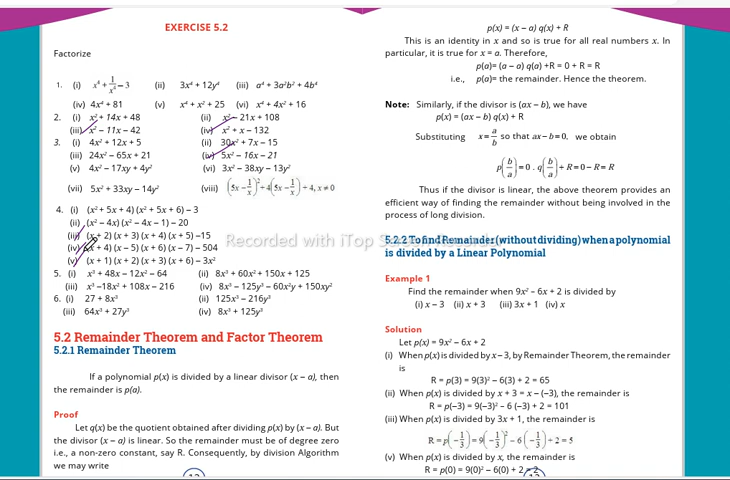 EXERCISE 5.2
Factorize
1. (i) x⁴ + 1/x⁴ – 3 (ii) 3x⁴ + 12y⁴ (iii) a⁴ + 3a²b² + 4b⁴
(iv) 4x⁴ + 81 (v) x⁴ + x² + 25 (vi) x⁴ + 4x² + 16
2. (i) x² + 14x + 48 (ii) x² – 21x + 108
(iii) x² – 11x – 42 (iv) x² + x – 132
3. (i) 4x² + 12x + 5 (ii) 30x² + 7x – 15
(iii) 24x² – 65x + 21 (iv) 5x² – 16x – 21
(v) 4x² – 17xy + 4y² (vi) 3x² – 38xy – 13y²
(vii) 5x² + 33xy – 14y² (viii) (5x – 1/x)² + 4(5x – 1/x) + 4, x ≠ 0
4. (i) (x² + 5x + 4) (x² + 5x + 6) – 3
(ii) (x² – 4x) (x² – 4x – 1) – 20
(iii) (x + 2) (x + 3) (x + 4) (x + 5) –15
(iv) (x + 4) (x – 5) (x + 6) (x – 7) – 504
(v) (x + 1) (x + 2) (x + 3) (x + 6) – 3x²
5. (i) x³ + 48x – 12x² – 64 (ii) 8x³ + 60x² + 150x + 125
(iii) x³ –18x² + 108x – 216 (iv) 8x³ – 125y³ – 60x²y + 150xy²
6. (i) 27 + 8x³ (ii) 125x³ – 216y³
(iii) 64x³ + 27y³ (iv) 8x³ + 125y³
5.2 Remainder Theorem and Factor Theorem
5.2.1 Remainder Theorem
If a polynomial p(x) is divided by a linear divisor (x – a), then
the remainder is p(a).
Proof
Let q(x) be the quotient obtained after dividing p(x) by (x – a). But
the divisor (x – a) is linear. So the remainder must be of degree zero
i.e., a non-zero constant, say R. Consequently, by division Algorithm
we may write
p(x) = (x – a) q(x) + R
This is an identity in x and so is true for all real numbers x. In
particular, it is true for x = a. Therefore,
p(a)= (a – a) q(a) +R = 0 + R = R
i.e., p(a)= the remainder. Hence the theorem.
Note: Similarly, if the divisor is (ax – b), we have
p(x) = (ax – b) q(x) + R
Substituting x = a/b so that ax – b = 0, we obtain
p(b/a) = 0 . q(b/a) + R = 0 – R = R
Thus if the divisor is linear, the above theorem provides an
efficient way of finding the remainder without being involved in the
process of long division.
Recorded with iTop
5.2.2 To find Remainder (without dividing) when a polynomial
is divided by a Linear Polynomial
Example 1
Find the remainder when 9x² – 6x + 2 is divided by
(i) x – 3 (ii) x + 3 (iii) 3x + 1 (iv) x
Solution
Let p(x) = 9x² – 6x + 2
(i) When p(x) is divided by x – 3, by Remainder Theorem, the remainder
is
R = p(3) = 9(3)² – 6(3) + 2 = 65
(ii) When p(x) is divided by x + 3 = x – (–3), the remainder is
R = p(–3) = 9(–3)² – 6 (–3) + 2 = 101
(iii) When p(x) is divided by 3x + 1, the remainder is
R = p(–1/3) = 9(–1/3)² – 6(–1/3) + 2 = 5
(v) When p(x) is divided by x, the remainder is
R = p(0) = 9(0)² – 6(0) + 2 = 2